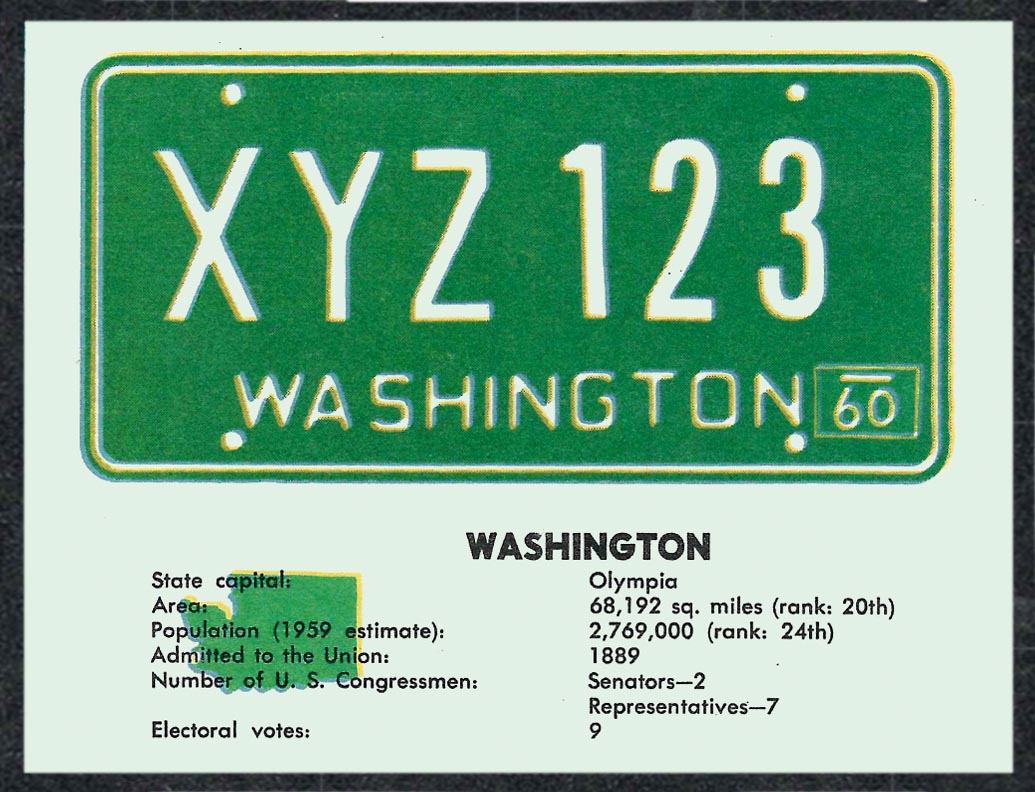 XYZ 123
WASHINGTON 60
WASHINGTON
State capital: Olympia
Area: 68,192 sq. miles (rank: 20th)
Population (1959 estimate): 2,769,000 (rank: 24th)
Admitted to the Union: 1889
Number of U. S. Congressmen: Senators—2
Representatives—7
Electoral votes: 9